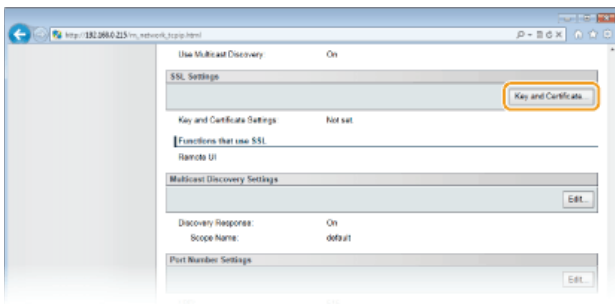 http://192.168.0.215/m_network_tcpip.html
Use Multicast Discovery: On
SSL Settings
Key and Certificate...
Key and Certificate Settings: Not set
Functions that use SSL
Remote UI
Multicast Discovery Settings
Edit...
Discovery Response: On
Scope Name: default
Port Number Settings
Edit...